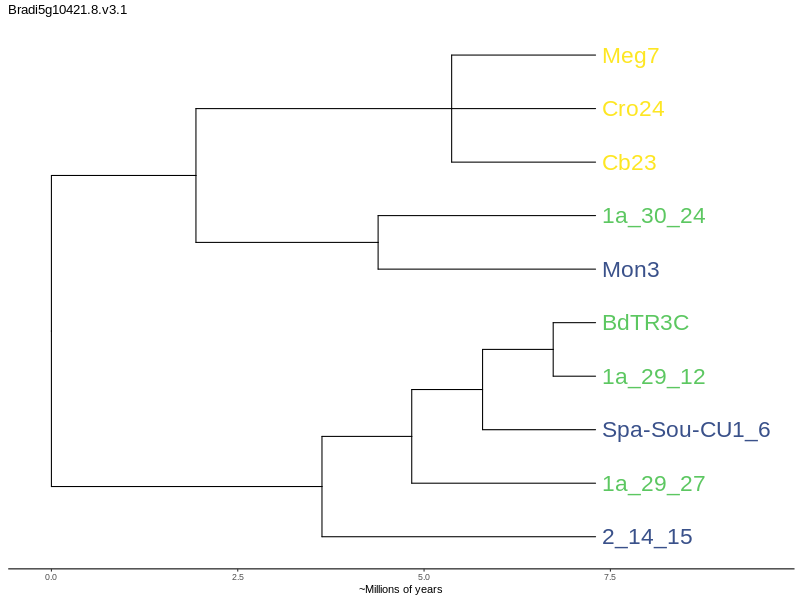 Bradi5g10421.8.v3.1
Meg7
Cro24
Cb23
1a_30_24
Mon3
BdTR3C
1a_29_12
Spa-Sou-CU1_6
1a_29_27
2_14_15
0.0 2.5 5.0 7.5
~Millions of years